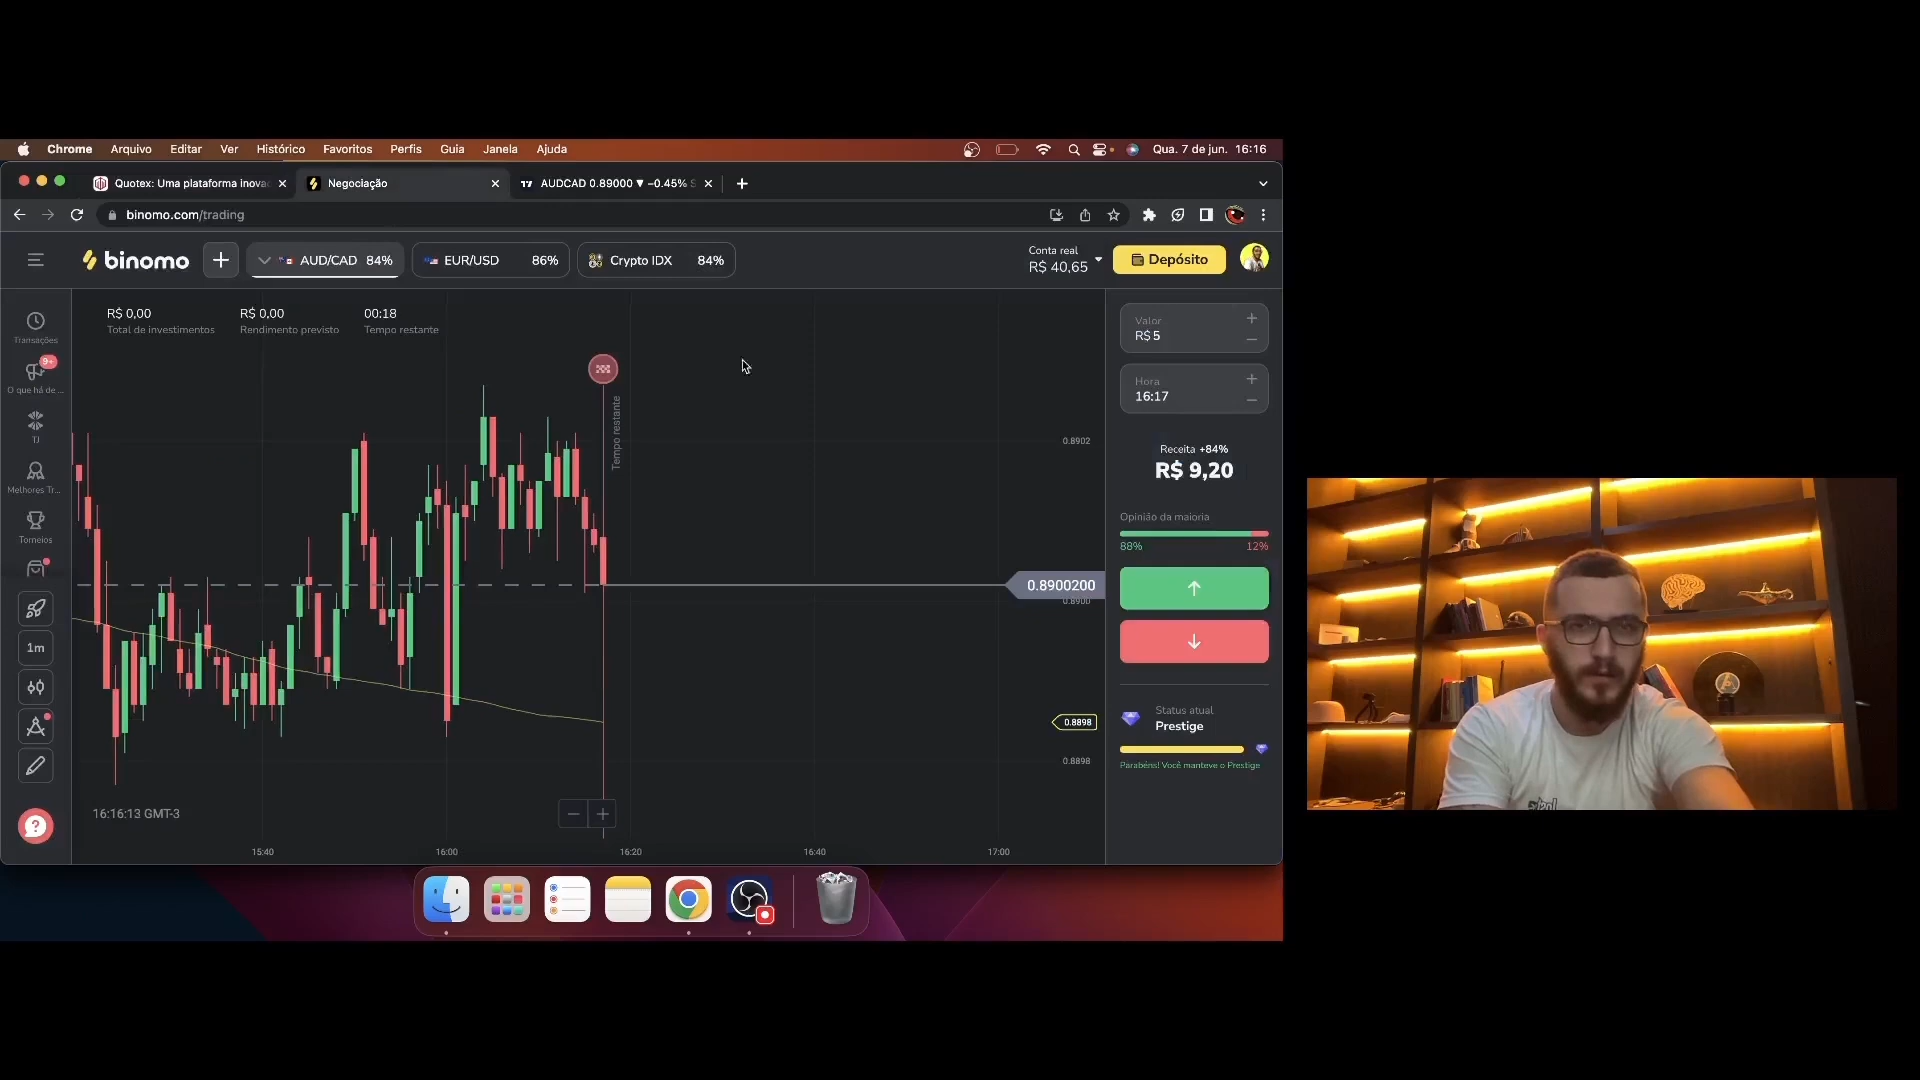 Chrome Arquivo Editar Ver Histórico Favoritos Perfis Guia Janela Ajuda Qua. 7 de jun. 16:16
Quotex: Uma plataforma inova Negociação AUDCAD 0.89000 ▼ −0.45% S
binomo.com/trading
binomo + AUD/CAD 84% EUR/USD 86% Crypto IDX 84%
Conta real
R$ 40,65
Depósito
R$ 0,00 R$ 0,00 00:18
Total de investimentos Rendimento previsto Tempo restante
Transações
9+
O que há de ...
TJ
Melhores Tr...
Torneios
1m
?
Tempo restante
0.8902
0.8900200
0.8900
0.8898
0.8898
16:16:13 GMT-3
− +
15:40 16:00 16:20 16:40 17:00
Valor
R$ 5
Hora
16:17
Receita +84%
R$ 9,20
Opinião da maioria
88% 12%
Status atual
Prestige
Parabéns! Você manteve o Prestige